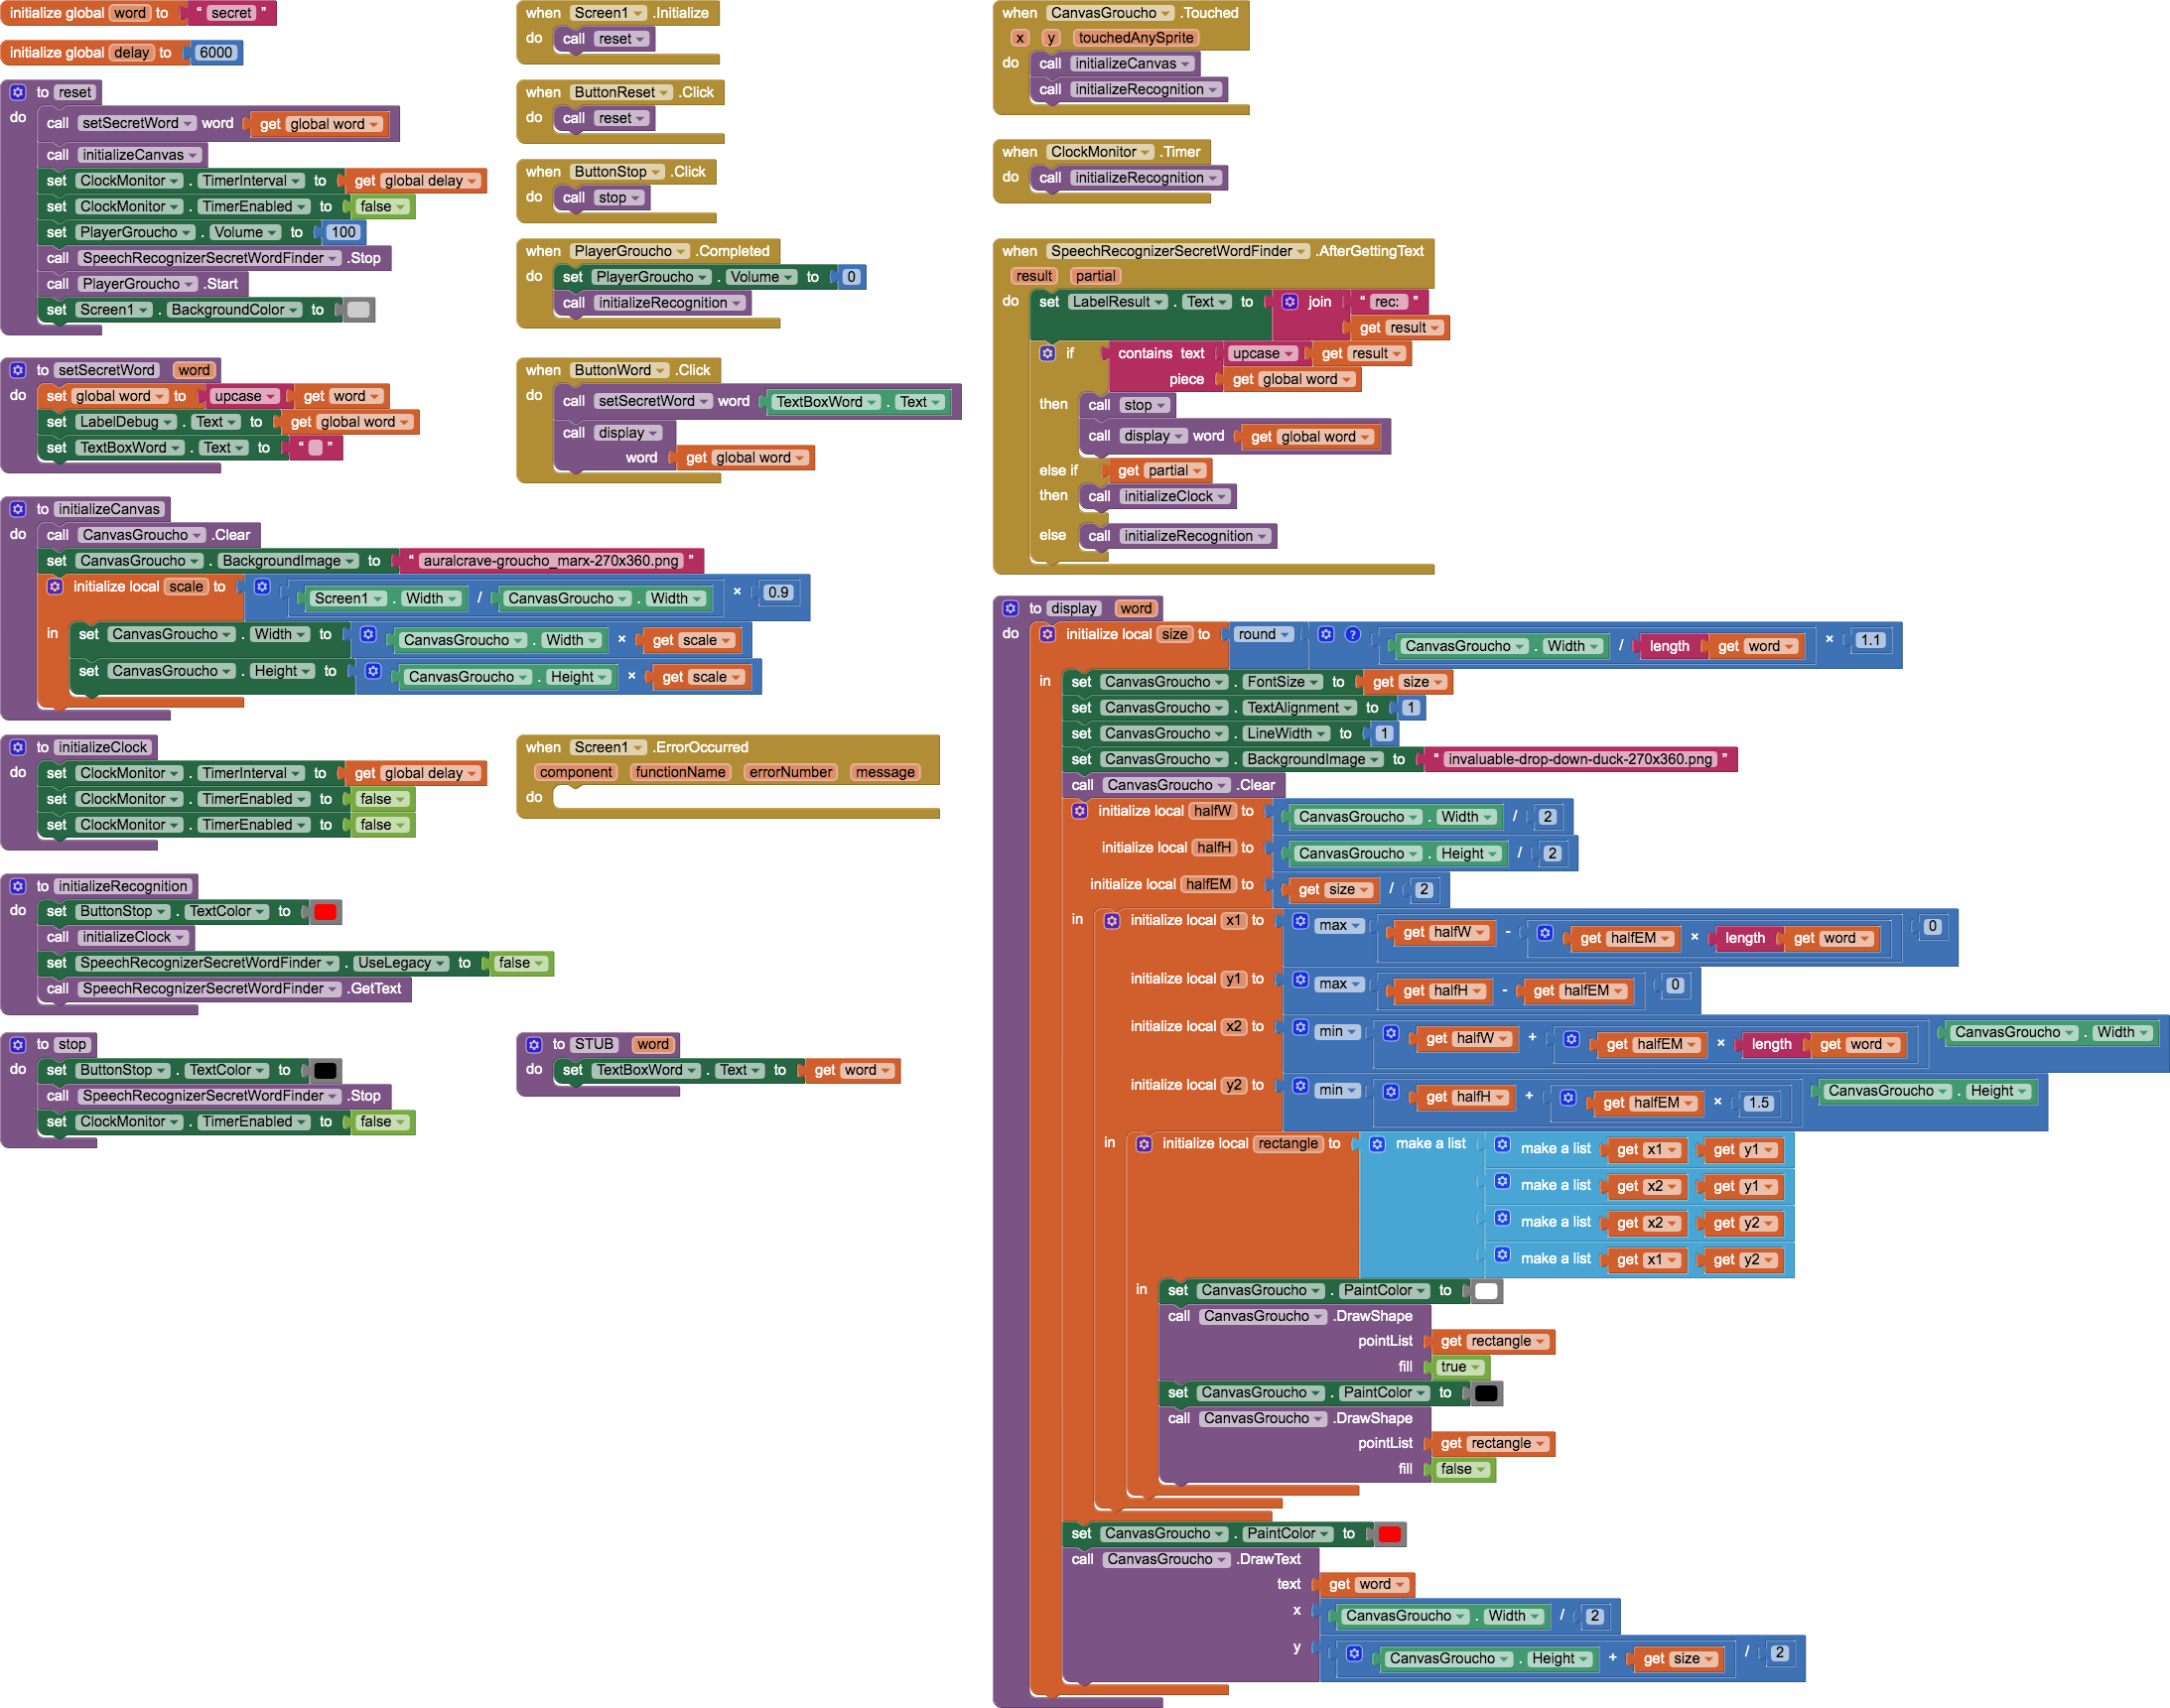 initialize global word to “ secret ”
initialize global delay to 6000
to reset
do call setSecretWord word get global word
call initializeCanvas
set ClockMonitor . TimerInterval to get global delay
set ClockMonitor . TimerEnabled to false
set PlayerGroucho . Volume to 100
call SpeechRecognizerSecretWordFinder .Stop
call PlayerGroucho .Start
set Screen1 . BackgroundColor to
to setSecretWord word
do set global word to upcase get word
set LabelDebug . Text to get global word
set TextBoxWord . Text to “ ”
to initializeCanvas
do call CanvasGroucho .Clear
set CanvasGroucho . BackgroundImage to “ auralcrave-groucho_marx-270x360.png ”
initialize local scale to Screen1 . Width / CanvasGroucho . Width × 0.9
in set CanvasGroucho . Width to CanvasGroucho . Width × get scale
set CanvasGroucho . Height to CanvasGroucho . Height × get scale
to initializeClock
do set ClockMonitor . TimerInterval to get global delay
set ClockMonitor . TimerEnabled to false
set ClockMonitor . TimerEnabled to false
to initializeRecognition
do set ButtonStop . TextColor to
call initializeClock
set SpeechRecognizerSecretWordFinder . UseLegacy to false
call SpeechRecognizerSecretWordFinder .GetText
to stop
do set ButtonStop . TextColor to
call SpeechRecognizerSecretWordFinder .Stop
set ClockMonitor . TimerEnabled to false
when Screen1 .Initialize
do call reset
when ButtonReset .Click
do call reset
when ButtonStop .Click
do call stop
when PlayerGroucho .Completed
do set PlayerGroucho . Volume to 0
call initializeRecognition
when ButtonWord .Click
do call setSecretWord word TextBoxWord . Text
call display
word get global word
when Screen1 .ErrorOccurred
component functionName errorNumber message
do
to STUB word
do set TextBoxWord . Text to get word
when CanvasGroucho .Touched
x y touchedAnySprite
do call initializeCanvas
call initializeRecognition
when ClockMonitor .Timer
do call initializeRecognition
when SpeechRecognizerSecretWordFinder .AfterGettingText
result partial
do set LabelResult . Text to join “ rec: ”
get result
if contains text upcase get result
piece get global word
then call stop
call display word get global word
else if get partial
then call initializeClock
else call initializeRecognition
to display word
do initialize local size to round ? CanvasGroucho . Width / length get word × 1.1
in set CanvasGroucho . FontSize to get size
set CanvasGroucho . TextAlignment to 1
set CanvasGroucho . LineWidth to 1
set CanvasGroucho . BackgroundImage to “ invaluable-drop-down-duck-270x360.png ”
call CanvasGroucho .Clear
initialize local halfW to CanvasGroucho . Width / 2
initialize local halfH to CanvasGroucho . Height / 2
initialize local halfEM to get size / 2
in initialize local x1 to max get halfW - get halfEM × length get word 0
initialize local y1 to max get halfH - get halfEM 0
initialize local x2 to min get halfW + get halfEM × length get word CanvasGroucho . Width
initialize local y2 to min get halfH + get halfEM × 1.5 CanvasGroucho . Height
in initialize local rectangle to make a list make a list get x1 get y1
make a list get x2 get y1
make a list get x2 get y2
make a list get x1 get y2
in set CanvasGroucho . PaintColor to
call CanvasGroucho .DrawShape
pointList get rectangle
fill true
set CanvasGroucho . PaintColor to
call CanvasGroucho .DrawShape
pointList get rectangle
fill false
set CanvasGroucho . PaintColor to
call CanvasGroucho .DrawText
text get word
x CanvasGroucho . Width / 2
y CanvasGroucho . Height + get size / 2